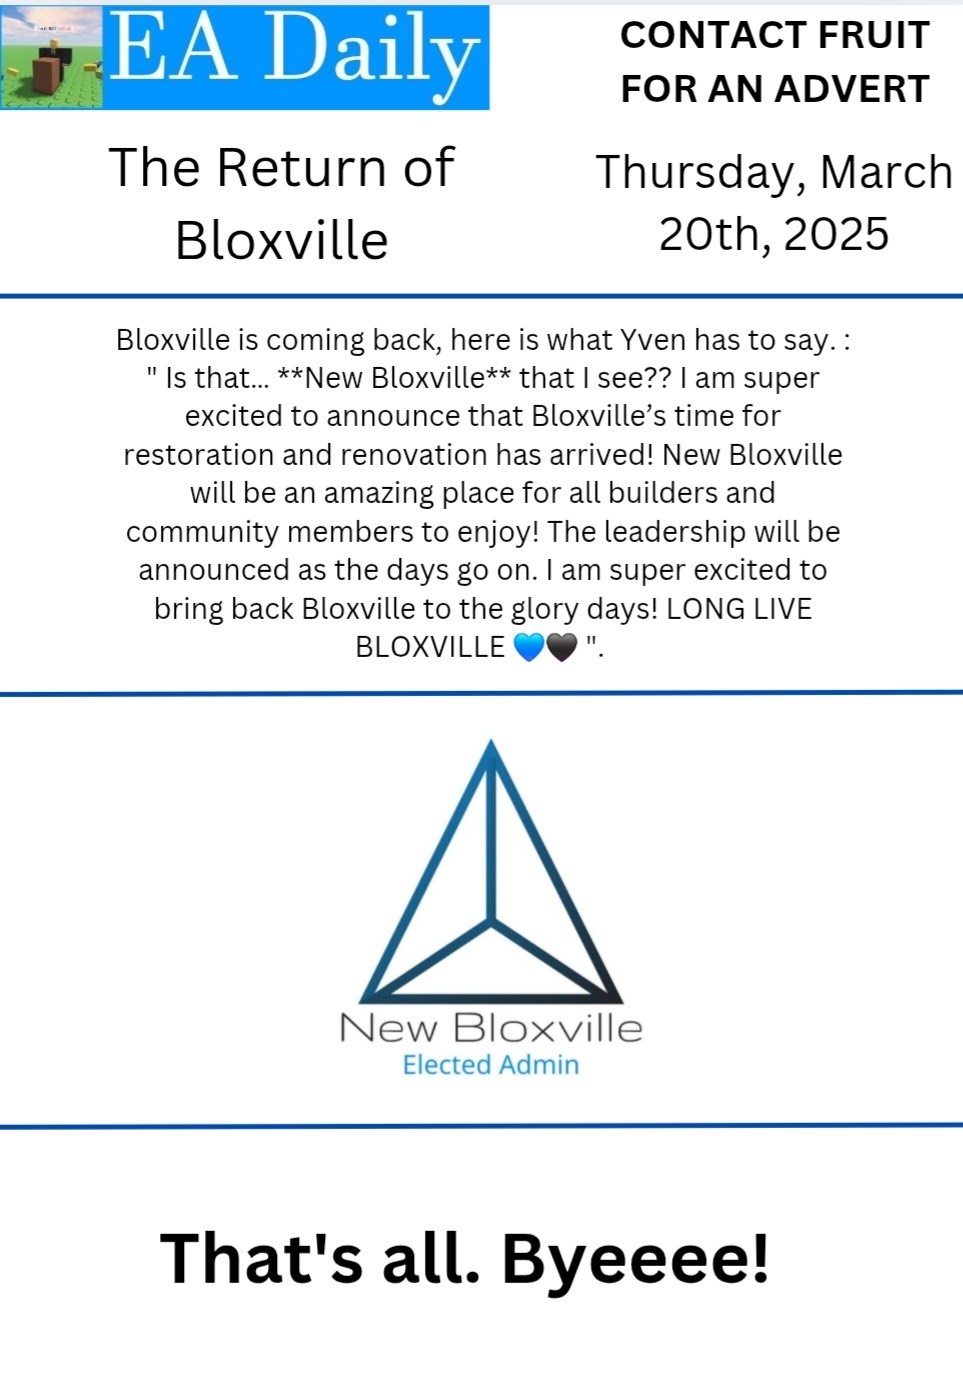 EA Daily
CONTACT FRUIT
FOR AN ADVERT
The Return of
Bloxville
Thursday, March
20th, 2025
Bloxville is coming back, here is what Yven has to say. :
" Is that... **New Bloxville** that I see?? I am super
excited to announce that Bloxville’s time for
restoration and renovation has arrived! New Bloxville
will be an amazing place for all builders and
community members to enjoy! The leadership will be
announced as the days go on. I am super excited to
bring back Bloxville to the glory days! LONG LIVE
BLOXVILLE 💙🖤 ".
New Bloxville
Elected Admin
That's all. Byeeee!